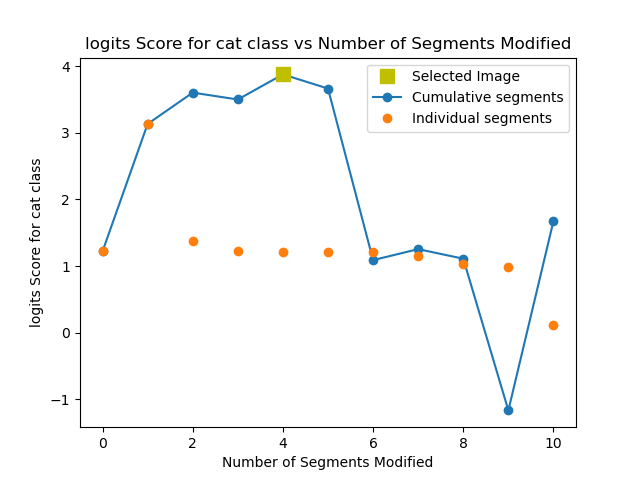 logits Score for cat class vs Number of Segments Modified
Selected Image
Cumulative segments
Individual segments
logits Score for cat class
4
3
2
1
0
−1
0 2 4 6 8 10
Number of Segments Modified